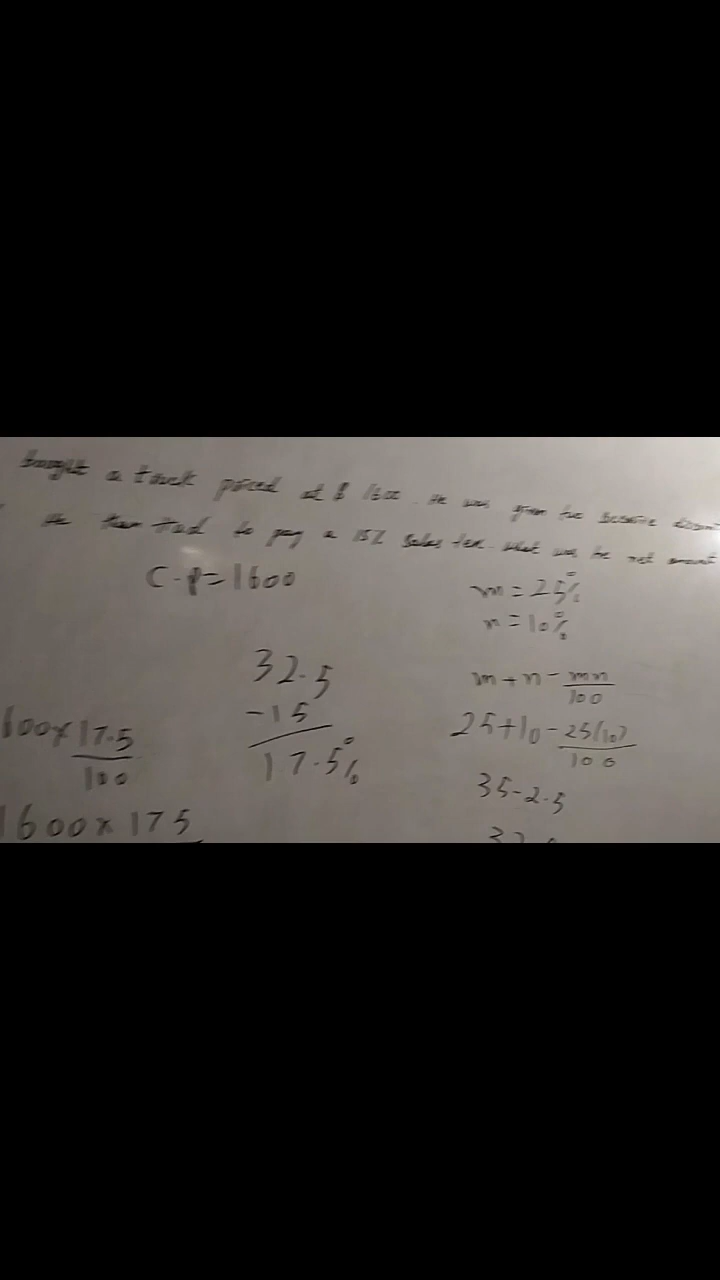 bought a truck priced at $ 1600. He was given two successive discount
He then had to pay a 15% sales tax. what was the net amount
C.P=1600
m = 25%
n = 10%
32.5
-15
17.5%
m + n - mn/100
25+10 - 25(10)/100
35-2.5
600 x 17.5/100
1600 x 175